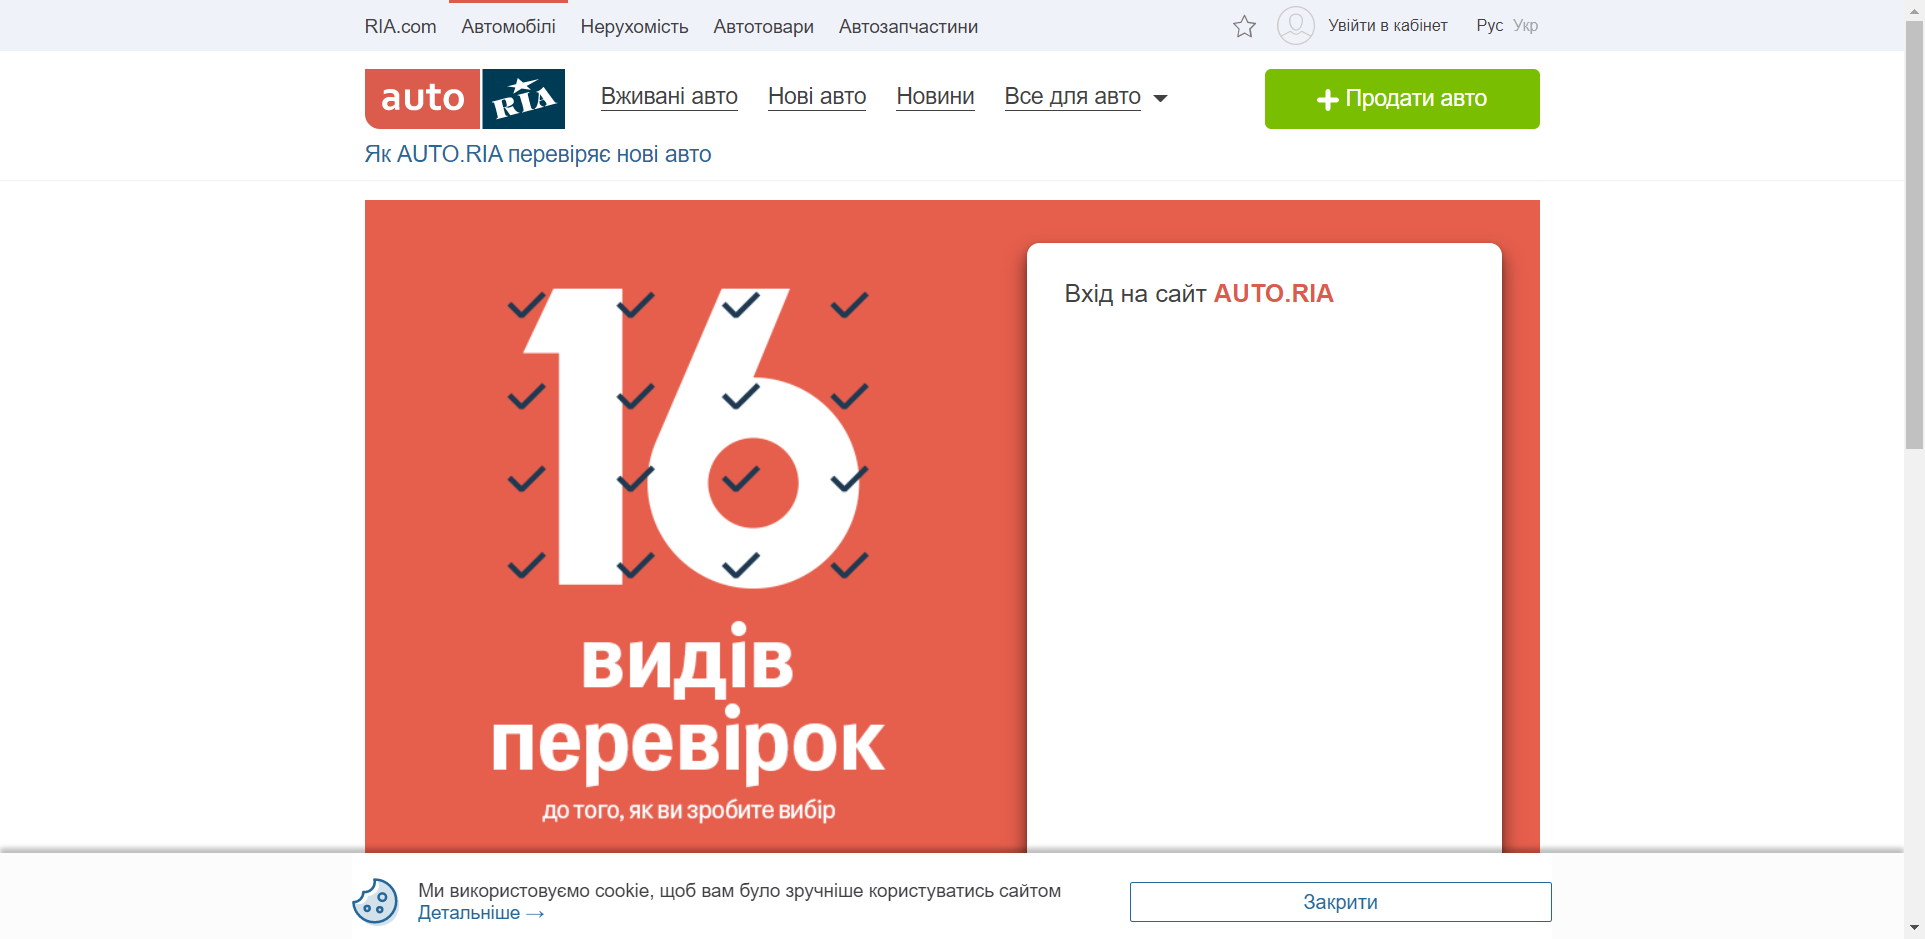 RIA.com Автомобілі Нерухомість Автотовари Автозапчастини Увійти в кабінет Рус Укр
auto RIA Вживані авто Нові авто Новини Все для авто Продати авто
Як AUTO.RIA перевіряє нові авто
Вхід на сайт AUTO.RIA
16
видів
перевірок
до того, як ви зробите вибір
Ми використовуємо cookie, щоб вам було зручніше користуватись сайтом
Детальніше →
Закрити